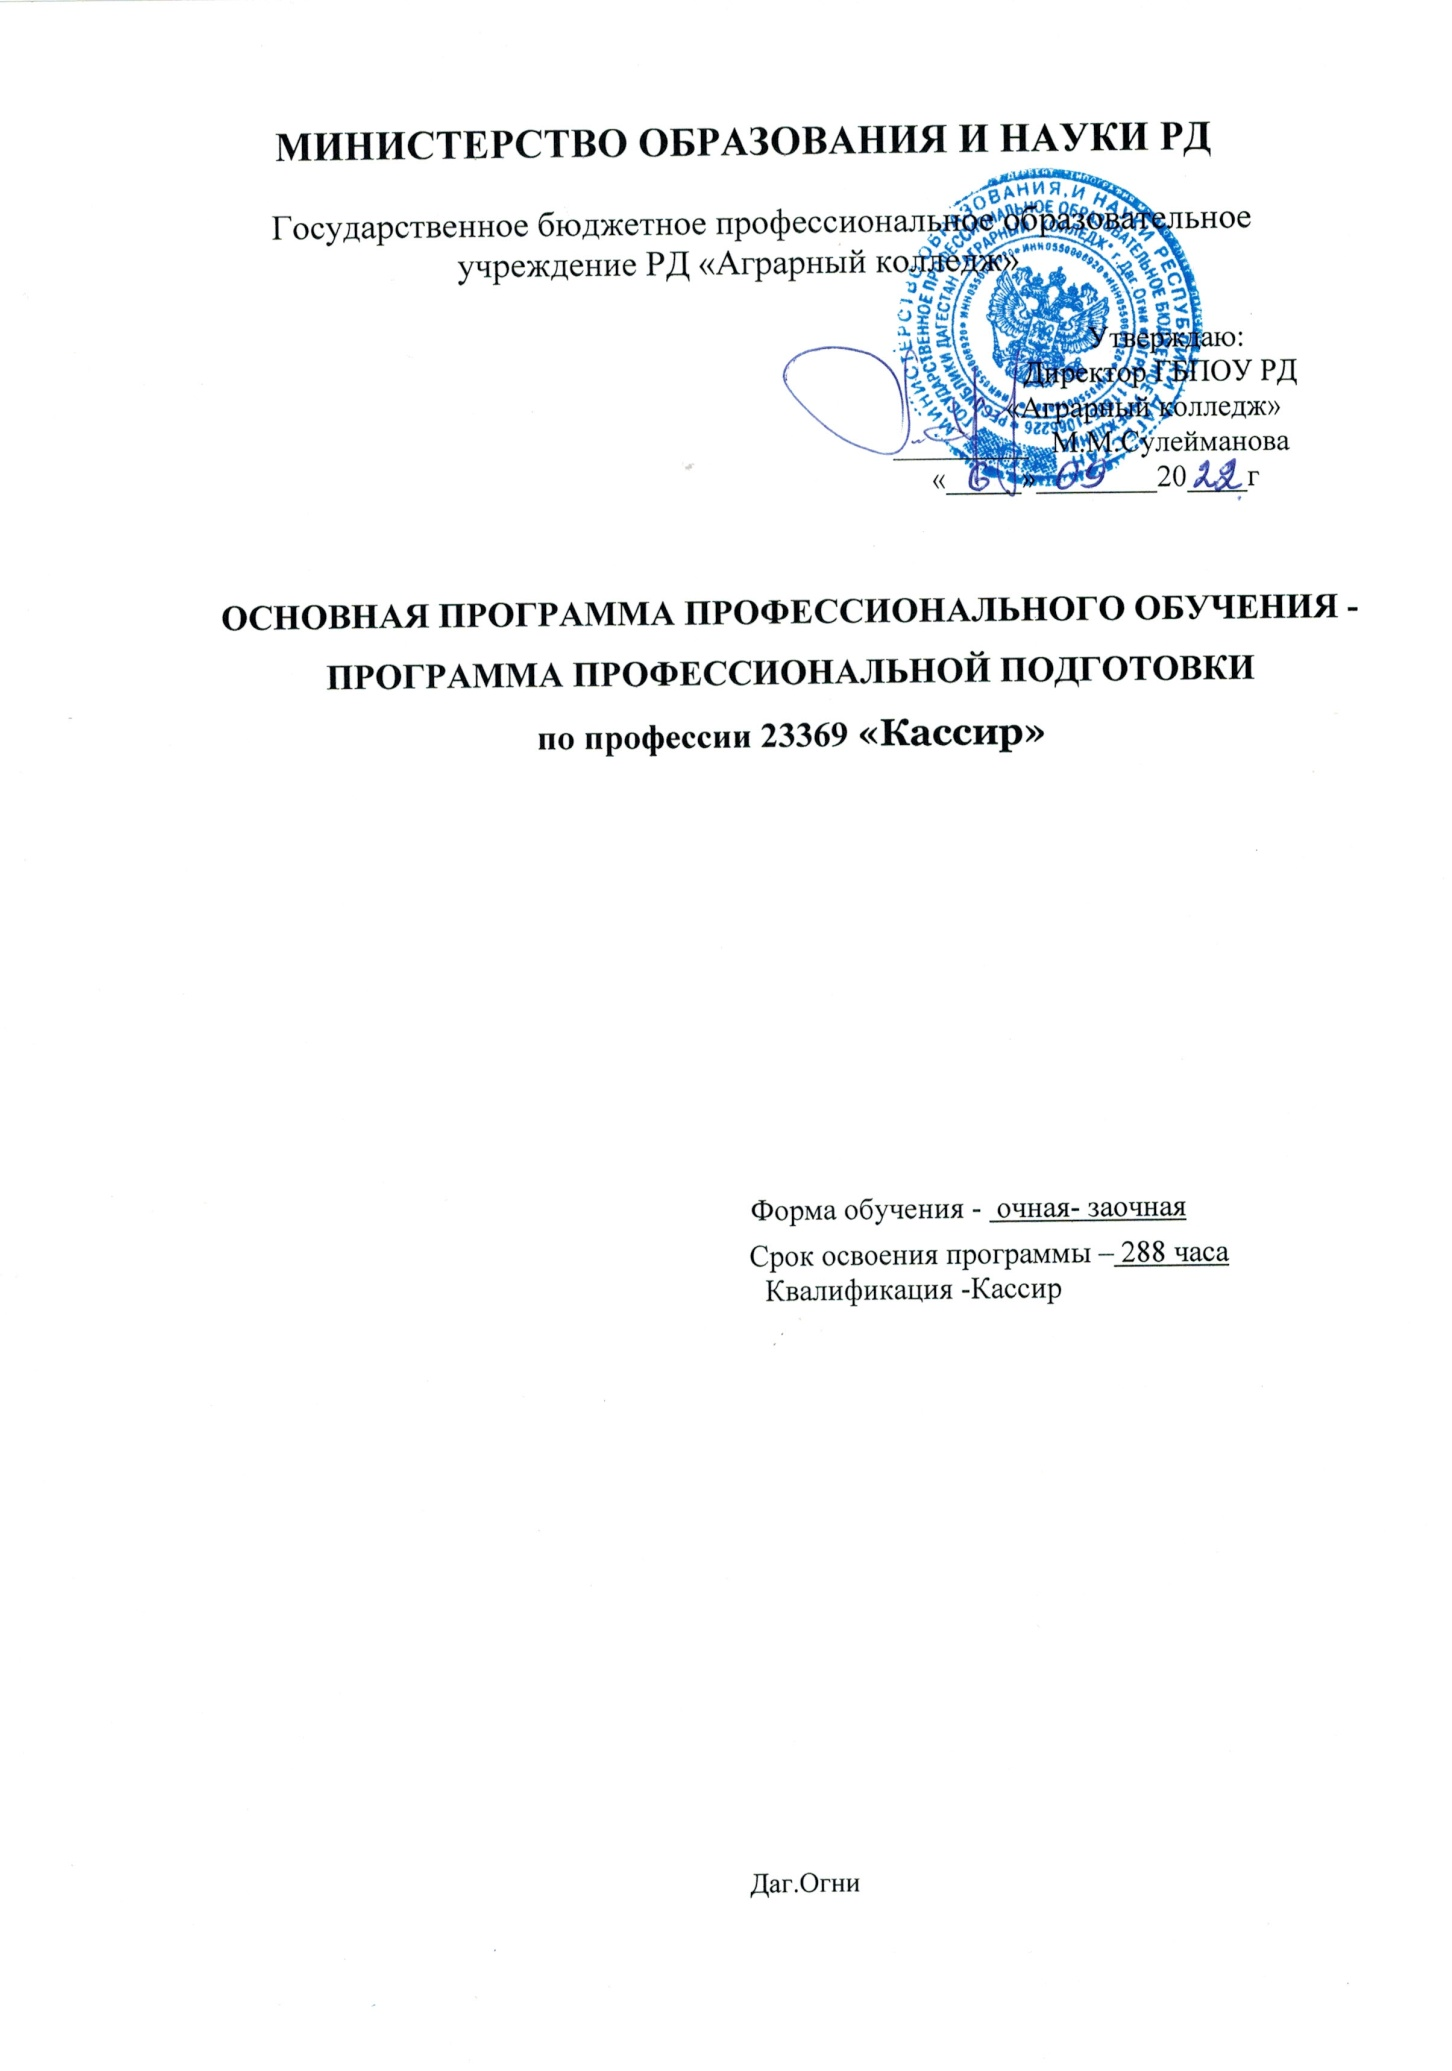 МИНИСТЕРСТВО ОБРАЗОВАНИЯ И НАУКИ РД
Государственное бюджетное профессиональное образовательное
учреждение РД «Аграрный колледж»
Утверждаю:
Директор ГБПОУ РД
«Аграрный колледж»
М.М.Сулейманова
« » 09 2022г
ОСНОВНАЯ ПРОГРАММА ПРОФЕССИОНАЛЬНОГО ОБУЧЕНИЯ -
ПРОГРАММА ПРОФЕССИОНАЛЬНОЙ ПОДГОТОВКИ
по профессии 23369 «Кассир»
Форма обучения - очная- заочная
Срок освоения программы – 288 часа
Квалификация -Кассир
Даг.Огни